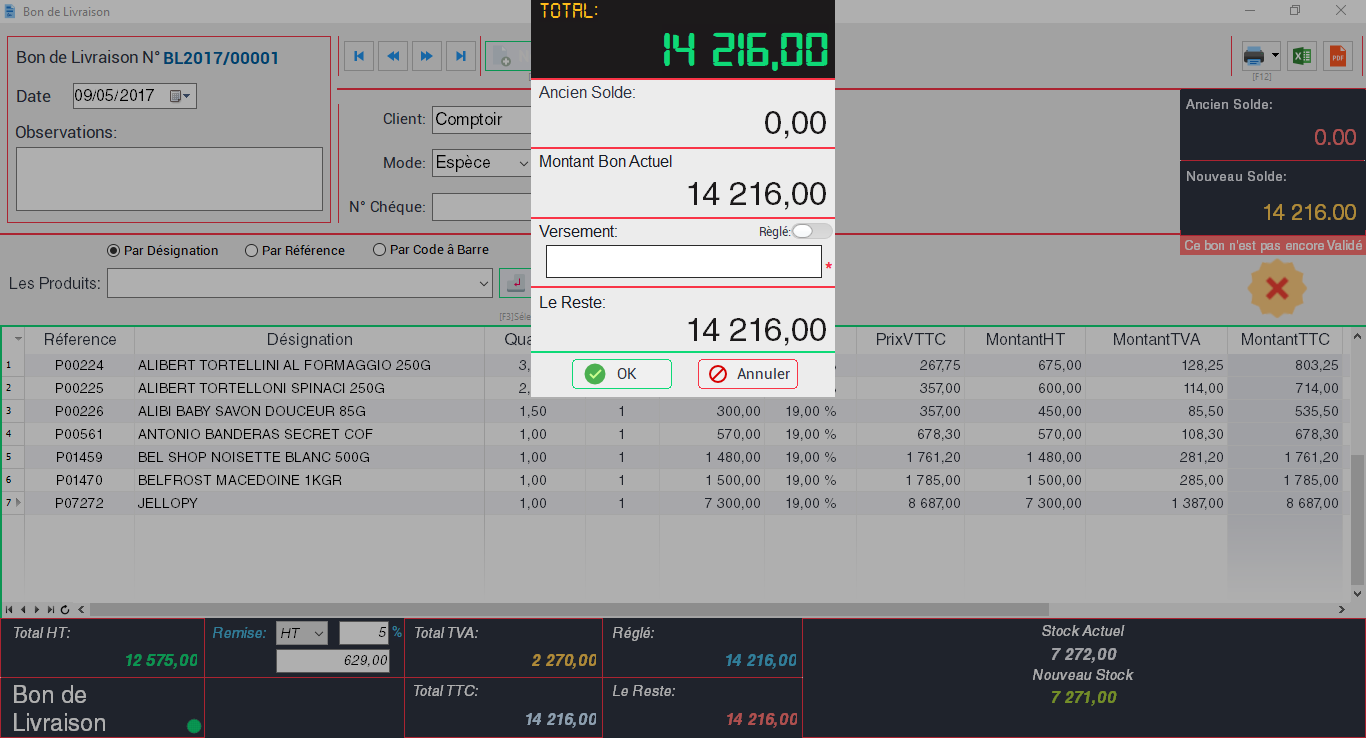 Bon de Livraison
TOTAL:
14 216,00
Bon de Livraison N° BL2017/00001
Date 09/05/2017
Observations:
[F12]
Client: Comptoir
Mode: Espèce
N° Chéque:
Ancien Solde:
0,00
Montant Bon Actuel
14 216,00
Versement:
Règlé:
*
Le Reste:
14 216,00
OK
Annuler
Ancien Solde:
0.00
Nouveau Solde:
14 216.00
Ce bon n'est pas encore Validé
Par Désignation Par Référence Par Code à Barre
Les Produits:
Réference Désignation PrixVTTC MontantHT MontantTVA MontantTTC
1 P00224 ALIBERT TORTELLINI AL FORMAGGIO 250G 267,75 675,00 128,25 803,25
2 P00225 ALIBERT TORTELLONI SPINACI 250G 357,00 600,00 114,00 714,00
3 P00226 ALIBI BABY SAVON DOUCEUR 85G 1,50 1 300,00 19,00 % 357,00 450,00 85,50 535,50
4 P00561 ANTONIO BANDERAS SECRET COF 1,00 1 570,00 19,00 % 678,30 570,00 108,30 678,30
5 P01459 BEL SHOP NOISETTE BLANC 500G 1,00 1 1 480,00 19,00 % 1 761,20 1 480,00 281,20 1 761,20
6 P01470 BELFROST MACEDOINE 1KGR 1,00 1 1 500,00 19,00 % 1 785,00 1 500,00 285,00 1 785,00
7 P07272 JELLOPY 1,00 1 7 300,00 19,00 % 8 687,00 7 300,00 1 387,00 8 687,00
Total HT:
12 575,00
Remise: HT 5 %
629,00
Total TVA:
2 270,00
Réglé:
14 216,00
Stock Actuel
7 272,00
Nouveau Stock
7 271,00
Bon de
Livraison
Total TTC:
14 216,00
Le Reste:
14 216,00